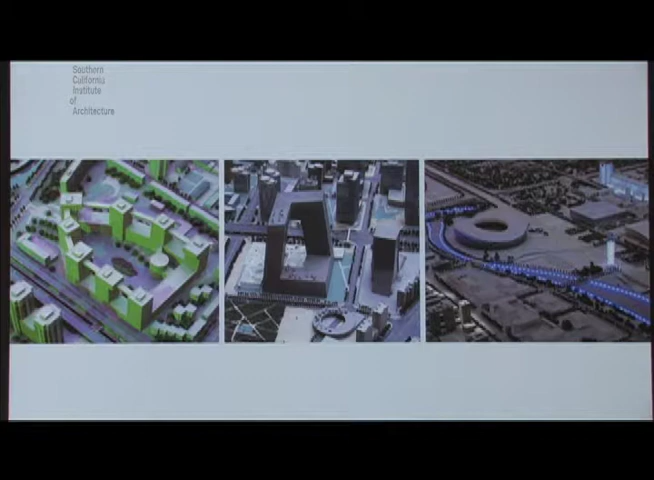 Southern
California
Institute
of
Architecture